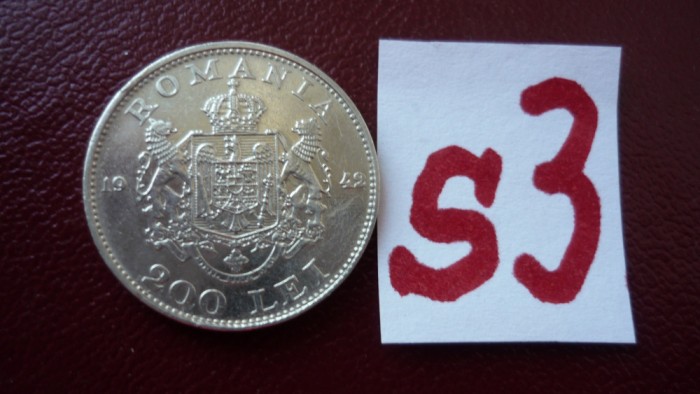 ROMANIA
19 42
200 LEI
S3